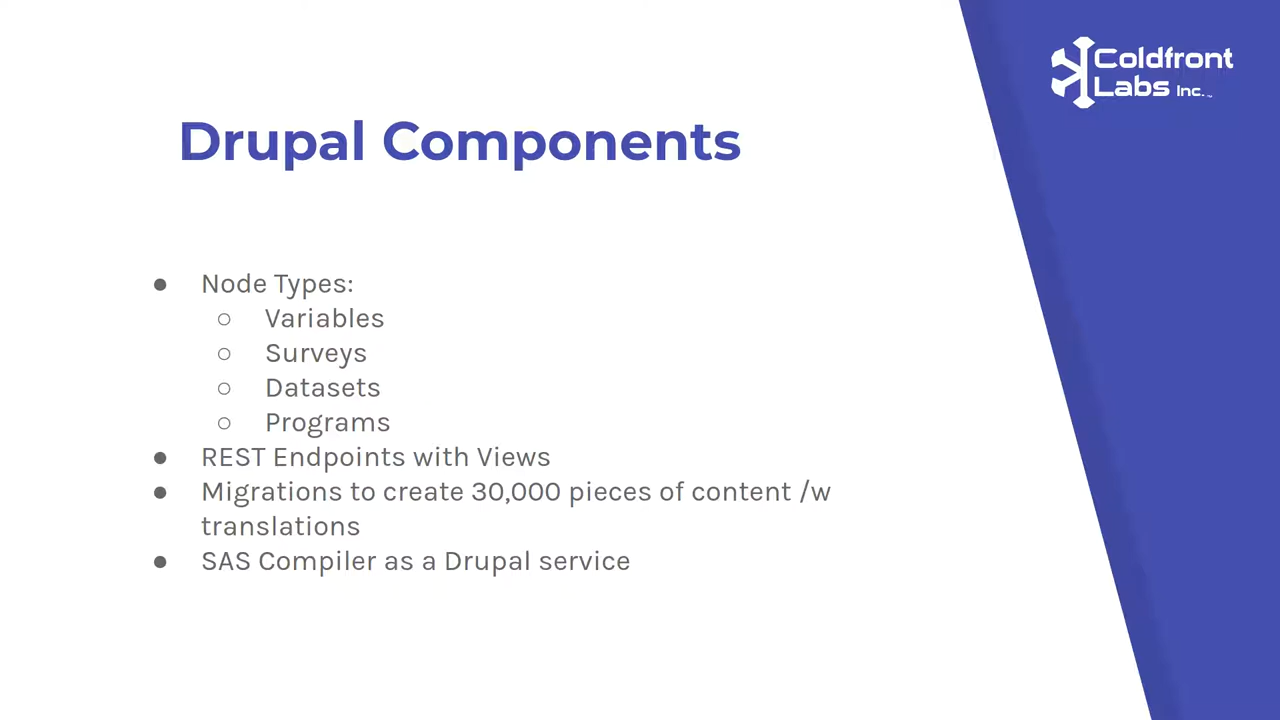 Coldfront
Labs Inc.
Drupal Components
● Node Types:
○ Variables
○ Surveys
○ Datasets
○ Programs
● REST Endpoints with Views
● Migrations to create 30,000 pieces of content /w
translations
● SAS Compiler as a Drupal service